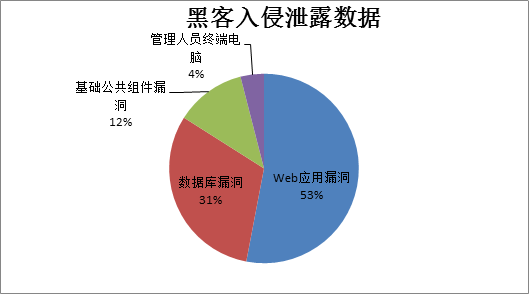 黑客入侵泄露数据
管理人员终端电
脑
4%
基础公共组件漏
洞
12%
数据库漏洞
31%
Web应用漏洞
53%